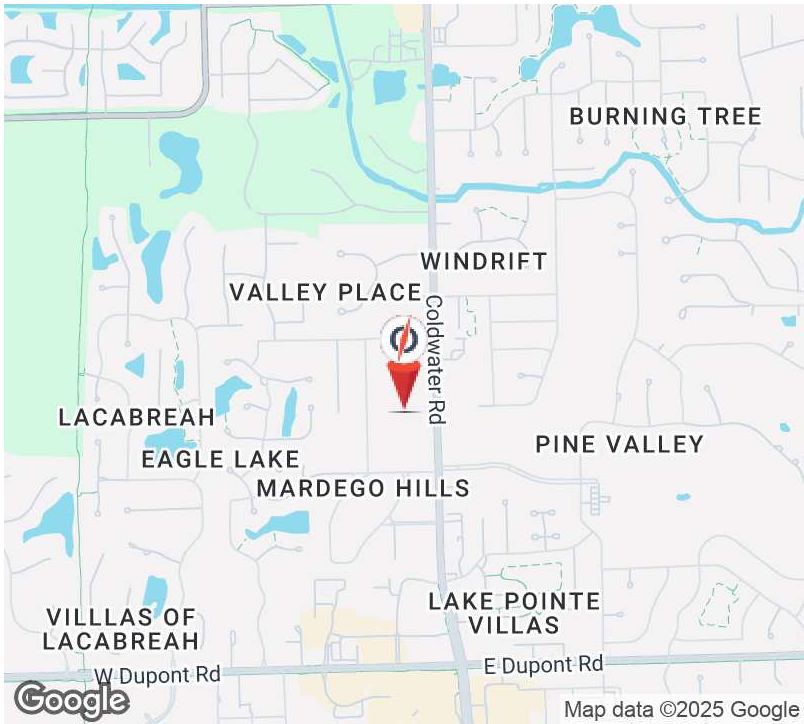 BURNING TREE
WINDRIFT
VALLEY PLACE
Coldwater Rd
LACABREAH
EAGLE LAKE
PINE VALLEY
MARDEGO HILLS
LAKE POINTE
VILLAS
VILLLAS OF
LACABREAH
W Dupont Rd
E Dupont Rd
Google
Map data ©2025 Google